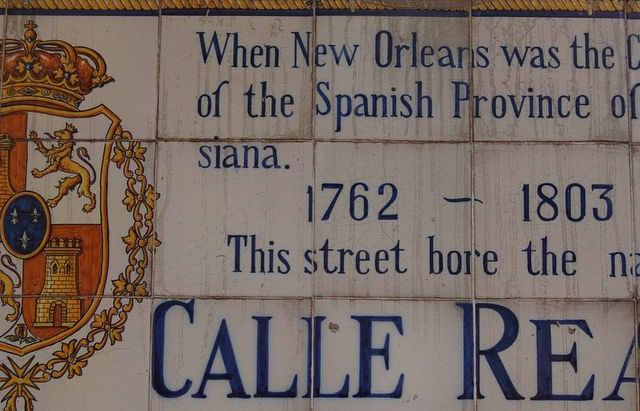 When New Orleans was the C
of the Spanish Province of
siana.
1762 ~ 1803
This street bore the na
CALLE REA